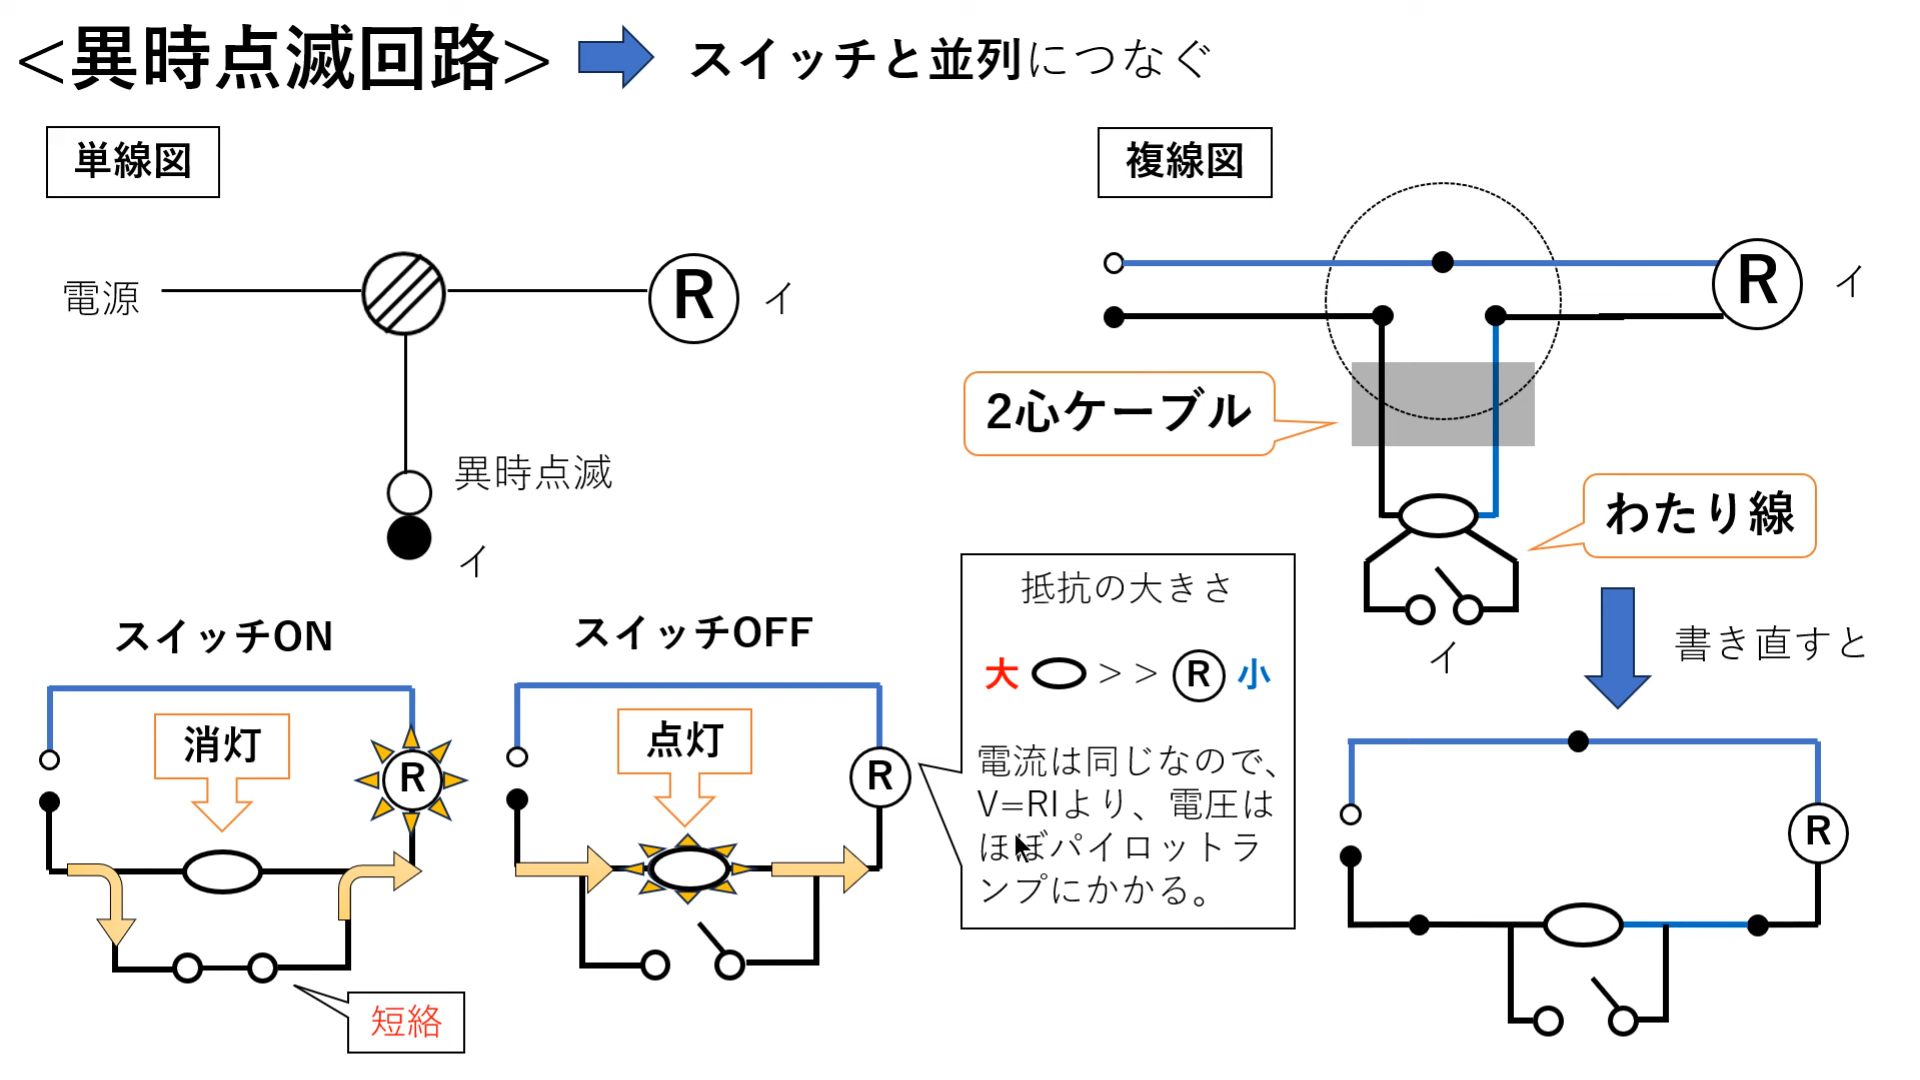 <異時点滅回路>
スイッチと並列につなぐ
単線図
電源
R
イ
異時点滅
イ
複線図
R
イ
2心ケーブル
わたり線
イ
書き直すと
R
スイッチON
消灯
R
短絡
スイッチOFF
点灯
R
抵抗の大きさ
大 >> R 小
電流は同じなので、
V=RIより、電圧は
ほぼパイロットラ
ンプにかかる。